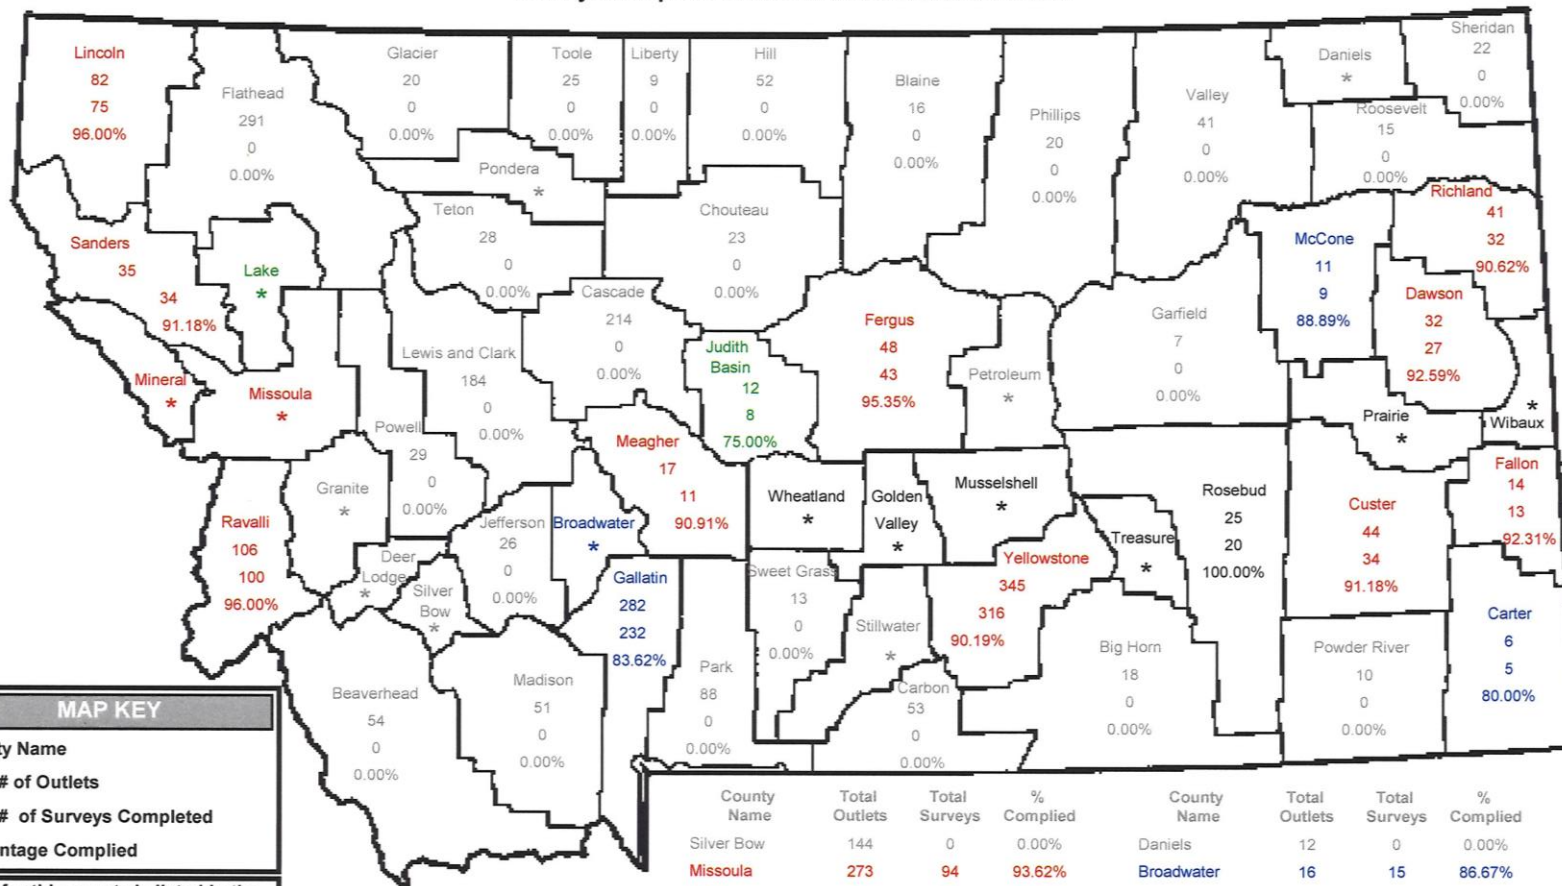 Lincoln
82
75
96.00%
Flathead
291
0
0.00%
Glacier
20
0
0.00%
Toole
25
0
0.00%
Liberty
9
0
0.00%
Hill
52
0
0.00%
Blaine
16
0
0.00%
Phillips
20
0
0.00%
Valley
41
0
0.00%
Daniels
*
Sheridan
22
0
0.00%
Roosevelt
15
0
0.00%
Pondera
*
Teton
28
0
0.00%
Chouteau
23
0
0.00%
Richland
41
32
90.62%
McCone
11
9
88.89%
Dawson
32
27
92.59%
Sanders
35
34
91.18%
Lake
*
Cascade
214
0
0.00%
Fergus
48
43
95.35%
Garfield
7
0
0.00%
Lewis and Clark
184
0
0.00%
Judith
Basin
12
8
75.00%
Petroleum
*
Mineral
*
Missoula
*
Powell
29
0
0.00%
Meagher
17
11
90.91%
Prairie
*
*
Wibaux
Granite
*
Ravalli
106
100
96.00%
Wheatland
*
Golden
Valley
*
Musselshell
*
Rosebud
25
20
100.00%
Custer
44
34
91.18%
Fallon
14
13
92.31%
Jefferson
26
0
0.00%
Broadwater
*
Treasure
*
Deer
Lodge
*
Silver
Bow
*
Gallatin
282
232
83.62%
Sweet Grass
13
0
0.00%
Yellowstone
345
316
90.19%
Stillwater
*
Carter
6
5
80.00%
Big Horn
18
0
0.00%
Powder River
10
0
0.00%
Park
88
0
0.00%
Madison
51
0
0.00%
Beaverhead
54
0
0.00%
Carbon
53
0
0.00%
MAP KEY
ty Name
# of Outlets
# of Surveys Completed
ntage Complied
County Name Total Outlets Total Surveys % Complied County Name Total Outlets Total Surveys % Complied
Silver Bow 144 0 0.00% Daniels 12 0 0.00%
Missoula 273 94 93.62% Broadwater 16 15 86.67%